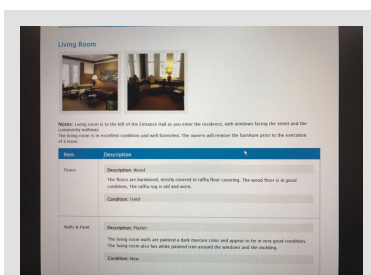 Living Room
Notes: Living room is to the left of the Entrance Hall as you enter the residence, with windows facing the street and the
community walkway.
The living room is in excellent condition and well furnished. The owners will remove the furniture prior to the execution
of a lease.
Item Description
Floors Description: Wood
The floors are hardwood, mostly covered in raffia floor covering. The wood floor is in good
condition, The raffia rug is old and worn.
Condition: Used
Walls & Paint Description: Plaster
The living room walls are painted a dark maroon color and appear to be in very good condition.
The living room also has white painted trim around the windows and the molding.
Condition: New